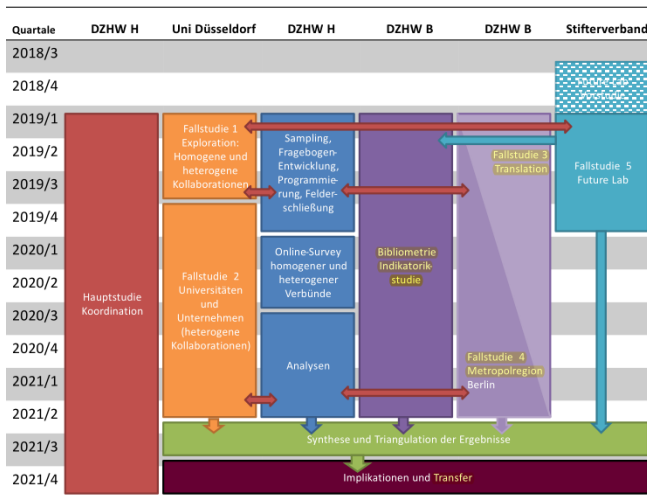 Quartale DZHW H Uni Düsseldorf DZHW H DZHW B DZHW B Stifterverband
2018/3
2018/4
2019/1
2019/2
2019/3
2019/4
2020/1
2020/2
2020/3
2020/4
2021/1
2021/2
2021/3
2021/4
Hauptstudie
Koordination
Fallstudie 1
Exploration:
Homogene und
heterogene
Kollaborationen
Fallstudie 2
Universitäten
und
Unternehmen
(heterogene
Kollaborationen)
Sampling,
Fragebogen-
Entwicklung,
Programmie-
rung, Felder-
schließung
Online-Survey
homogener und
heterogener
Verbünde
Analysen
Bibliometrie
Indikatorik-
studie
Fallstudie 3
Translation
Fallstudie 4
Metropolregion
Berlin
Fallstudie 5
Future Lab
Synthese und Triangulation der Ergebnisse
Implikationen und Transfer